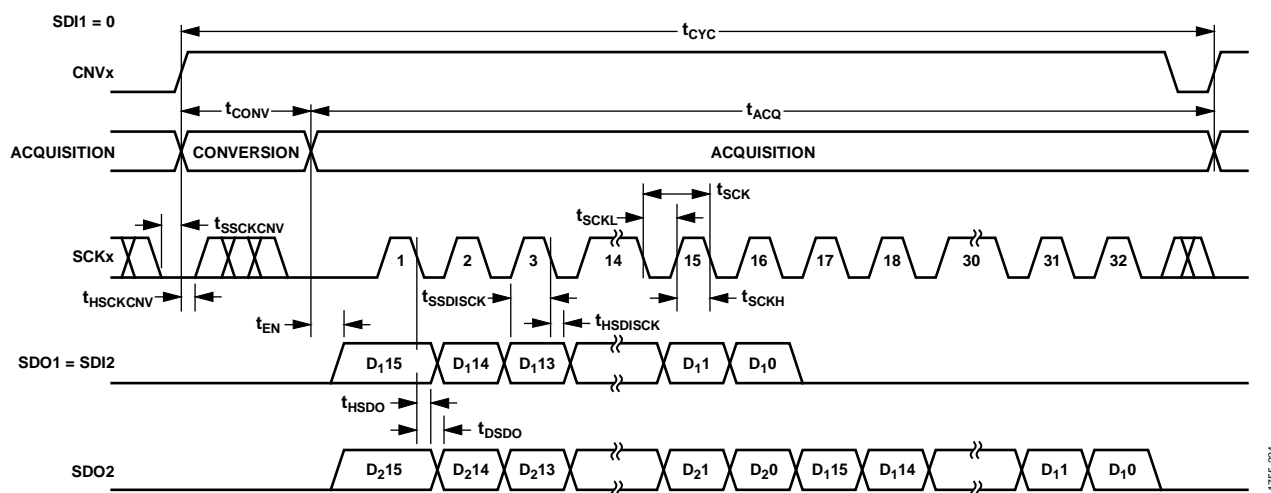 SDI1 = 0
tCYC
CNVx
tCONV
tACQ
ACQUISITION CONVERSION ACQUISITION
tSCK
tSSCKCNV
tSCKL
SCKx 1 2 3 14 15 16 17 18 30 31 32
tHSCKCNV
tSSDISCK
tSCKH
tEN
tHSDISCK
SDO1 = SDI2 D115 D114 D113 D11 D10
tHSDO
tDSDO
SDO2 D215 D214 D213 D21 D20 D115 D114 D11 D10